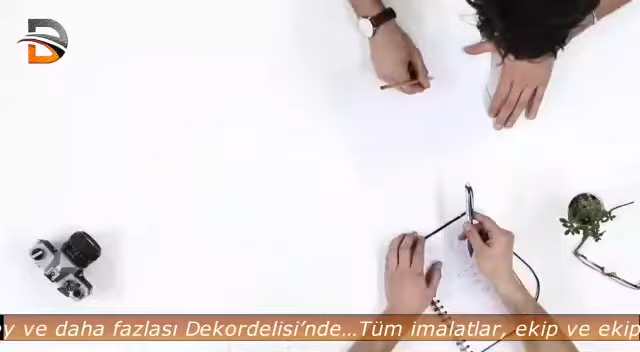 D
y ve daha fazlası Dekordelisi’nde...Tüm imalatlar, ekip ve ekip